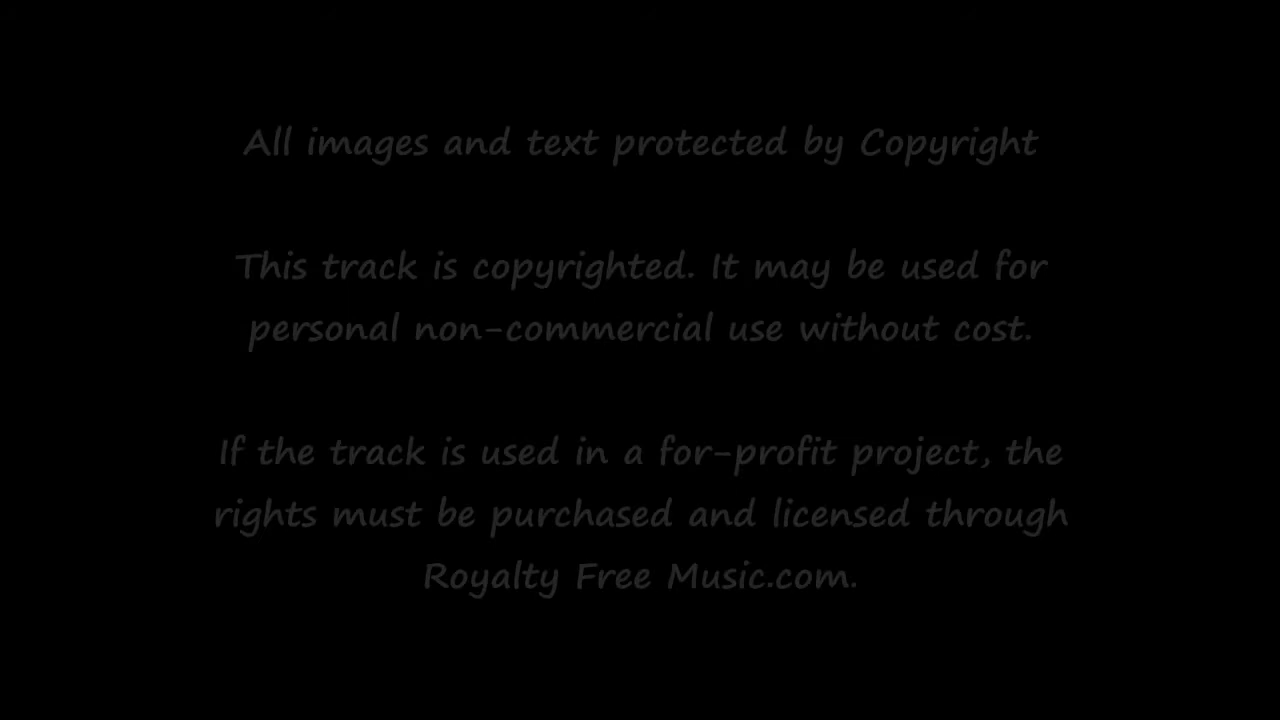 All images and text protected by Copyright
This track is copyrighted. It may be used for
personal non-commercial use without cost.
If the track is used in a for-profit project, the
rights must be purchased and licensed through
Royalty Free Music.com.